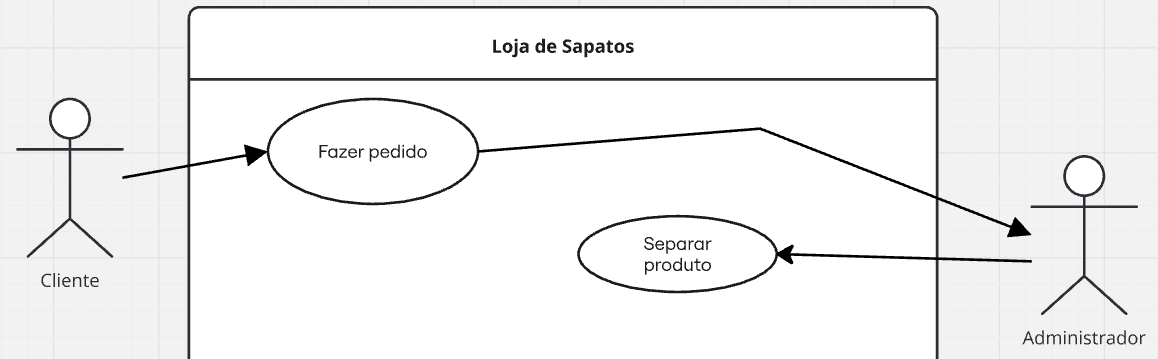 Loja de Sapatos
Fazer pedido
Separar
produto
Cliente
Administrador